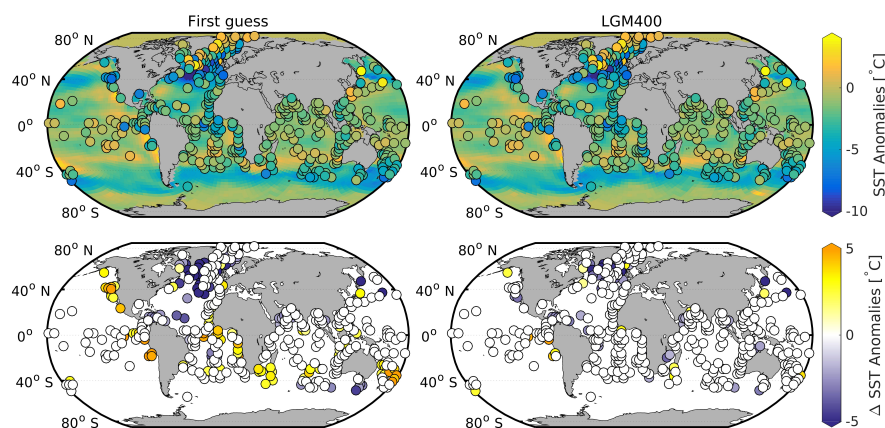 First guess
LGM400
80° N
40° N
0°
40° S
80° S
80° N
40° N
0°
40° S
80° S
0
-5
-10
SST Anomalies [°C]
80° N
40° N
0°
40° S
80° S
80° N
40° N
0°
40° S
80° S
5
0
-5
Δ SST Anomalies [°C]